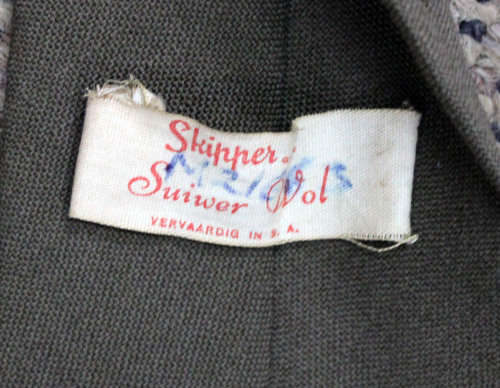 Skipper
Suiwer Wol
VERVAARDIG IN S. A.